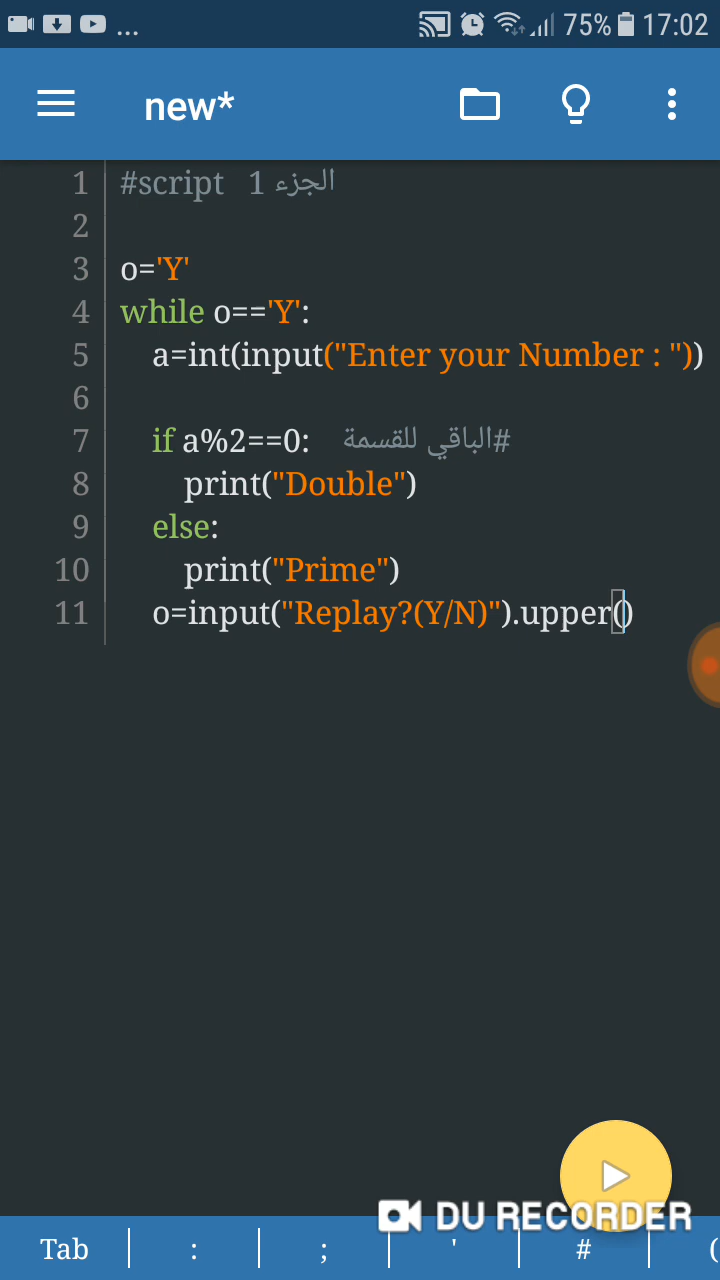 ... 75% 17:02
new*
1 #script 1 الجزء
2
3 o='Y'
4 while o=='Y':
5 a=int(input("Enter your Number : "))
6
7 if a%2==0: #الباقي للقسمة
8 print("Double")
9 else:
10 print("Prime")
11 o=input("Replay?(Y/N)").upper()
DU RECORDER
Tab : ; ' # (